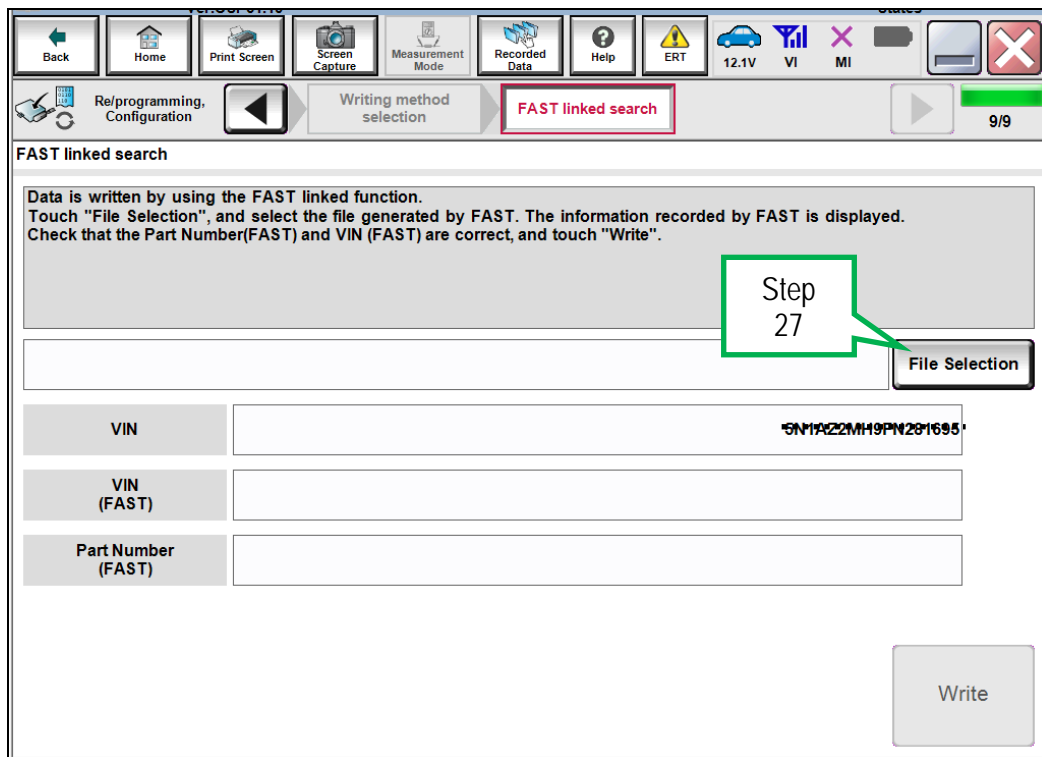 Back
Home
Print Screen
Screen
Capture
Measurement
Mode
Recorded
Data
Help
ERT
12.1V
VI
MI
Re/programming,
Configuration
Writing method
selection
FAST linked search
9/9
FAST linked search
Data is written by using the FAST linked function.
Touch "File Selection", and select the file generated by FAST. The information recorded by FAST is displayed.
Check that the Part Number(FAST) and VIN (FAST) are correct, and touch "Write".
Step
27
File Selection
VIN
VIN
(FAST)
Part Number
(FAST)
Write